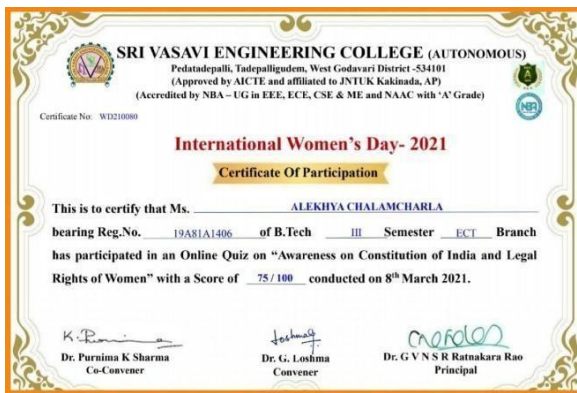 SRI VASAVI ENGINEERING COLLEGE (AUTONOMOUS)
Pedatadepalli, Tadepalligudem, West Godavari District -534101
(Approved by AICTE and affiliated to JNTUK Kakinada, AP)
(Accredited by NBA – UG in EEE, ECE, CSE & ME and NAAC with ‘A’ Grade)
A
NBA
Certificate No: WD210080
International Women’s Day- 2021
Certificate Of Participation
This is to certify that Ms. ALEKHYA CHALAMCHARLA
bearing Reg.No. 19A81A1406 of B.Tech III Semester ECT Branch
has participated in an Online Quiz on “Awareness on Constitution of India and Legal
Rights of Women” with a Score of 75 / 100 conducted on 8th March 2021.
Dr. Purnima K Sharma
Co-Convener
Dr. G. Loshma
Convener
Dr. G V N S R Ratnakara Rao
Principal